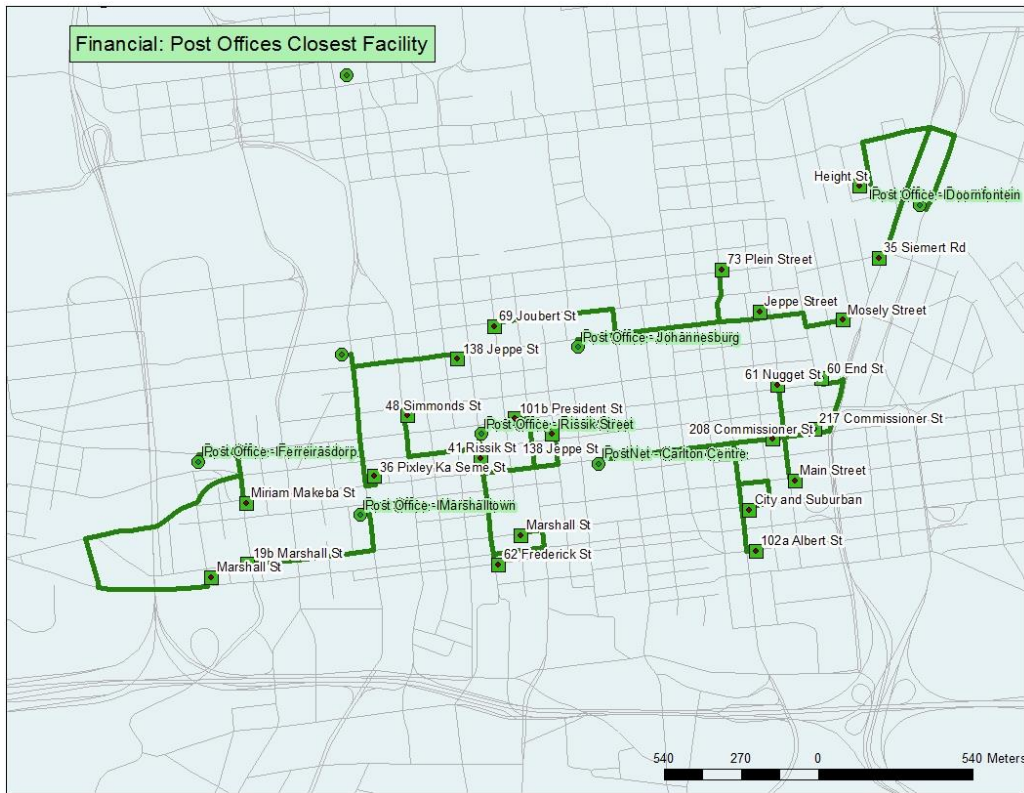 Financial: Post Offices Closest Facility
Height St
Post Office - Doornfontein
35 Siemert Rd
73 Plein Street
Jeppe Street
Mosely Street
69 Joubert St
Post Office - Johannesburg
138 Jeppe St
61 Nugget St
60 End St
48 Simmonds St
101b President St
217 Commissioner St
Post Office - Rissik Street
208 Commissioner St
41 Rissik St
138 Jeppe St
Post Office - Ferreirasdorp
PostNet - Carlton Centre
36 Pixley Ka Seme St
Main Street
Miriam Makeba St
Post Office - Marshalltown
City and Suburban
Marshall St
102a Albert St
19b Marshall St
62 Frederick St
Marshall St
540 270 0 540 Meters